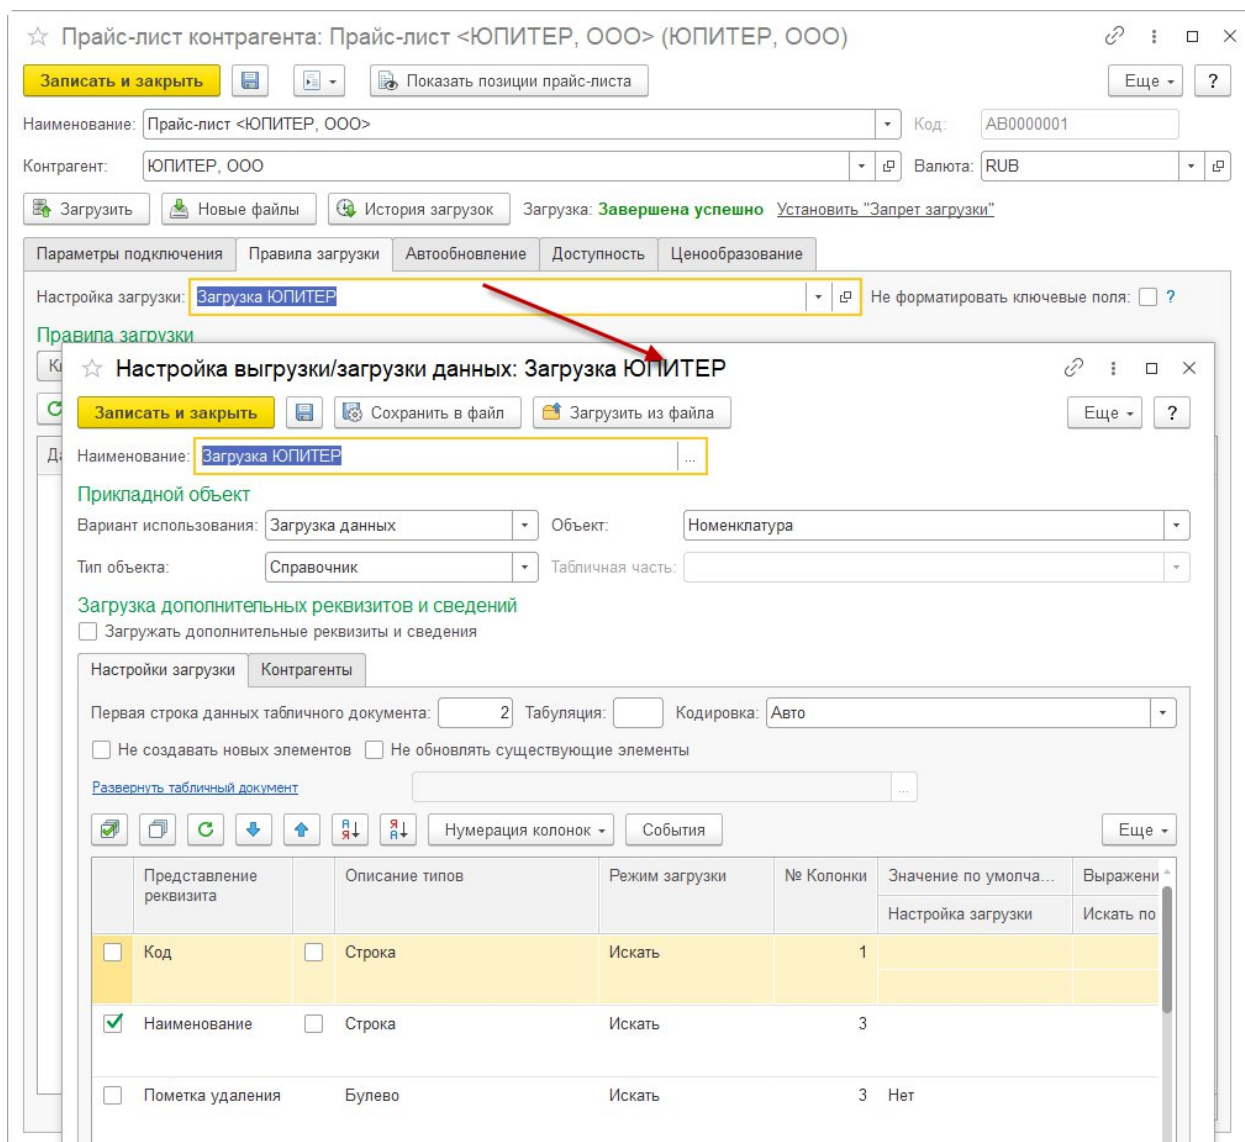 Прайс-лист контрагента: Прайс-лист <ЮПИТЕР, ООО> (ЮПИТЕР, ООО)
Записать и закрыть Показать позиции прайс-листа Еще ?
Наименование: Прайс-лист <ЮПИТЕР, ООО> Код: АВ0000001
Контрагент: ЮПИТЕР, ООО Валюта: RUB
Загрузить Новые файлы История загрузок Загрузка: Завершена успешно Установить "Запрет загрузки"
Параметры подключения Правила загрузки Автообновление Доступность Ценообразование
Настройка загрузки: Загрузка ЮПИТЕР Не форматировать ключевые поля: ?
Правила загрузки
Настройка выгрузки/загрузки данных: Загрузка ЮПИТЕР
Записать и закрыть Сохранить в файл Загрузить из файла Еще ?
Наименование: Загрузка ЮПИТЕР ...
Прикладной объект
Вариант использования: Загрузка данных Объект: Номенклатура
Тип объекта: Справочник Табличная часть:
Загрузка дополнительных реквизитов и сведений
Загружать дополнительные реквизиты и сведения
Настройки загрузки Контрагенты
Первая строка данных табличного документа: 2 Табуляция: Кодировка: Авто
Не создавать новых элементов Не обновлять существующие элементы
Развернуть табличный документ ...
Нумерация колонок События Еще
Представление реквизита Описание типов Режим загрузки № Колонки Значение по умолча... Выражени
Настройка загрузки Искать по
Код Строка Искать 1
Наименование Строка Искать 3
Пометка удаления Булево Искать 3 Нет